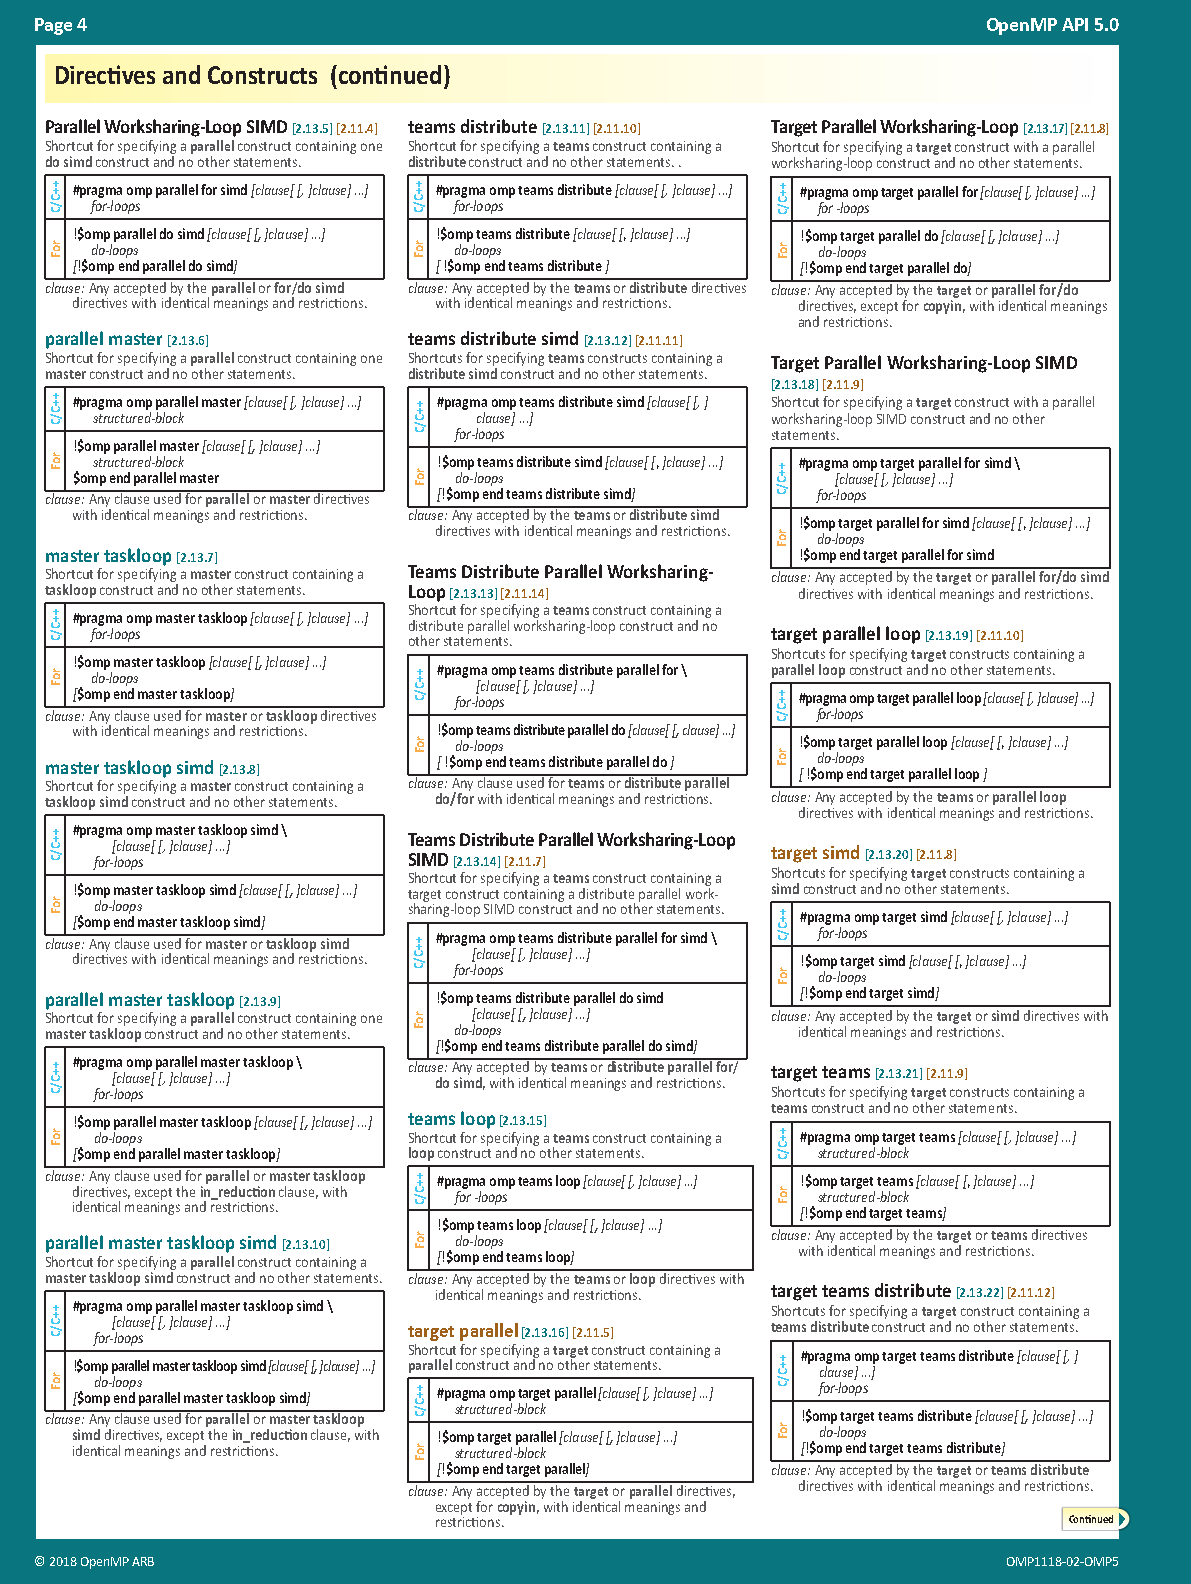 Page 4
OpenMP API 5.0
Directives and Constructs (continued)
Parallel Worksharing-Loop SIMD [2.13.5] [2.11.4]
Shortcut for specifying a parallel construct containing one
do simd construct and no other statements.
C/C++
#pragma omp parallel for simd [clause[ [, ]clause] ...]
for-loops
For
!$omp parallel do simd [clause[ [, ]clause] ...]
do-loops
[!$omp end parallel do simd]
clause: Any accepted by the parallel or for/do simd
directives with identical meanings and restrictions.
parallel master [2.13.6]
Shortcut for specifying a parallel construct containing one
master construct and no other statements.
C/C++
#pragma omp parallel master [clause[ [, ]clause] ...]
structured-block
For
!$omp parallel master [clause[ [, ]clause] ...]
structured-block
$omp end parallel master
clause: Any clause used for parallel or master directives
with identical meanings and restrictions.
master taskloop [2.13.7]
Shortcut for specifying a master construct containing a
taskloop construct and no other statements.
C/C++
#pragma omp master taskloop [clause[ [, ]clause] ...]
for-loops
For
!$omp master taskloop [clause[ [, ]clause] ...]
do-loops
[$omp end master taskloop]
clause: Any clause used for master or taskloop directives
with identical meanings and restrictions.
master taskloop simd [2.13.8]
Shortcut for specifying a master construct containing a
taskloop simd construct and no other statements.
C/C++
#pragma omp master taskloop simd \
[clause[ [, ]clause] ...]
for-loops
For
!$omp master taskloop simd [clause[ [, ]clause] ...]
do-loops
[$omp end master taskloop simd]
clause: Any clause used for master or taskloop simd
directives with identical meanings and restrictions.
parallel master taskloop [2.13.9]
Shortcut for specifying a parallel construct containing one
master taskloop construct and no other statements.
C/C++
#pragma omp parallel master taskloop \
[clause[ [, ]clause] ...]
for-loops
For
!$omp parallel master taskloop [clause[ [, ]clause] ...]
do-loops
[$omp end parallel master taskloop]
clause: Any clause used for parallel or master taskloop
directives, except the in_reduction clause, with
identical meanings and restrictions.
parallel master taskloop simd [2.13.10]
Shortcut for specifying a parallel construct containing a
master taskloop simd construct and no other statements.
C/C++
#pragma omp parallel master taskloop simd \
[clause[ [, ]clause] ...]
for-loops
For
!$omp parallel master taskloop simd [clause[ [, ]clause] ...]
do-loops
[$omp end parallel master taskloop simd]
clause: Any clause used for parallel or master taskloop
simd directives, except the in_reduction clause, with
identical meanings and restrictions.
teams distribute [2.13.11] [2.11.10]
Shortcut for specifying a teams construct containing a
distribute construct and no other statements. .
C/C++
#pragma omp teams distribute [clause[ [, ]clause] ...]
for-loops
For
!$omp teams distribute [clause[ [, ]clause] ...]
do-loops
[ !$omp end teams distribute ]
clause: Any accepted by the teams or distribute directives
with identical meanings and restrictions.
teams distribute simd [2.13.12] [2.11.11]
Shortcuts for specifying teams constructs containing a
distribute simd construct and no other statements.
C/C++
#pragma omp teams distribute simd [clause[ [, ]
clause] ...]
for-loops
For
!$omp teams distribute simd [clause[ [, ]clause] ...]
do-loops
[!$omp end teams distribute simd]
clause: Any accepted by the teams or distribute simd
directives with identical meanings and restrictions.
Teams Distribute Parallel Worksharing-
Loop [2.13.13] [2.11.14]
Shortcut for specifying a teams construct containing a
distribute parallel worksharing-loop construct and no
other statements.
C/C++
#pragma omp teams distribute parallel for \
[clause[ [, ]clause] ...]
for-loops
For
!$omp teams distribute parallel do [clause[ [, clause] ...]
do-loops
[ !$omp end teams distribute parallel do ]
clause: Any clause used for teams or distribute parallel
do/for with identical meanings and restrictions.
Teams Distribute Parallel Worksharing-Loop
SIMD [2.13.14] [2.11.7]
Shortcut for specifying a teams construct containing a
target construct containing a distribute parallel work-
sharing-loop SIMD construct and no other statements.
C/C++
#pragma omp teams distribute parallel for simd \
[clause[ [, ]clause] ...]
for-loops
For
!$omp teams distribute parallel do simd
[clause[ [, ]clause] ...]
do-loops
[!$omp end teams distribute parallel do simd]
clause: Any accepted by teams or distribute parallel for/
do simd, with identical meanings and restrictions.
teams loop [2.13.15]
Shortcut for specifying a teams construct containing a
loop construct and no other statements.
C/C++
#pragma omp teams loop [clause[ [, ]clause] ...]
for -loops
For
!$omp teams loop [clause[ [, ]clause] ...]
do-loops
[!$omp end teams loop]
clause: Any accepted by the teams or loop directives with
identical meanings and restrictions.
target parallel [2.13.16] [2.11.5]
Shortcut for specifying a target construct containing a
parallel construct and no other statements.
C/C++
#pragma omp target parallel [clause[ [, ]clause] ...]
structured-block
For
!$omp target parallel [clause[ [, ]clause] ...]
structured-block
[!$omp end target parallel]
clause: Any accepted by the target or parallel directives,
except for copyin, with identical meanings and
restrictions.
Target Parallel Worksharing-Loop [2.13.17] [2.11.8]
Shortcut for specifying a target construct with a parallel
worksharing-loop construct and no other statements.
C/C++
#pragma omp target parallel for [clause[ [, ]clause] ...]
for -loops
For
!$omp target parallel do [clause[ [, ]clause] ...]
do-loops
[!$omp end target parallel do]
clause: Any accepted by the target or parallel for/do
directives, except for copyin, with identical meanings
and restrictions.
Target Parallel Worksharing-Loop SIMD
[2.13.18] [2.11.9]
Shortcut for specifying a target construct with a parallel
worksharing-loop SIMD construct and no other
statements.
C/C++
#pragma omp target parallel for simd \
[clause[ [, ]clause] ...]
for-loops
For
!$omp target parallel for simd [clause[ [, ]clause] ...]
do-loops
!$omp end target parallel for simd
clause: Any accepted by the target or parallel for/do simd
directives with identical meanings and restrictions.
target parallel loop [2.13.19] [2.11.10]
Shortcuts for specifying target constructs containing a
parallel loop construct and no other statements.
C/C++
#pragma omp target parallel loop [clause[ [, ]clause] ...]
for-loops
For
!$omp target parallel loop [clause[ [, ]clause] ...]
do-loops
[ !$omp end target parallel loop ]
clause: Any accepted by the teams or parallel loop
directives with identical meanings and restrictions.
target simd [2.13.20] [2.11.8]
Shortcuts for specifying target constructs containing a
simd construct and no other statements.
C/C++
#pragma omp target simd [clause[ [, ]clause] ...]
for-loops
For
!$omp target simd [clause[ [, ]clause] ...]
do-loops
[!$omp end target simd]
clause: Any accepted by the target or simd directives with
identical meanings and restrictions.
target teams [2.13.21] [2.11.9]
Shortcuts for specifying target constructs containing a
teams construct and no other statements.
C/C++
#pragma omp target teams [clause[ [, ]clause] ...]
structured-block
For
!$omp target teams [clause[ [, ]clause] ...]
structured-block
[!$omp end target teams]
clause: Any accepted by the target or teams directives
with identical meanings and restrictions.
target teams distribute [2.13.22] [2.11.12]
Shortcuts for specifying a target construct containing a
teams distribute construct and no other statements.
C/C++
#pragma omp target teams distribute [clause[ [, ]
clause] ...]
for-loops
For
!$omp target teams distribute [clause[ [, ]clause] ...]
do-loops
[!$omp end target teams distribute]
clause: Any accepted by the target or teams distribute
directives with identical meanings and restrictions.
Continued
© 2018 OpenMP ARB
OMP1118-02-OMP5